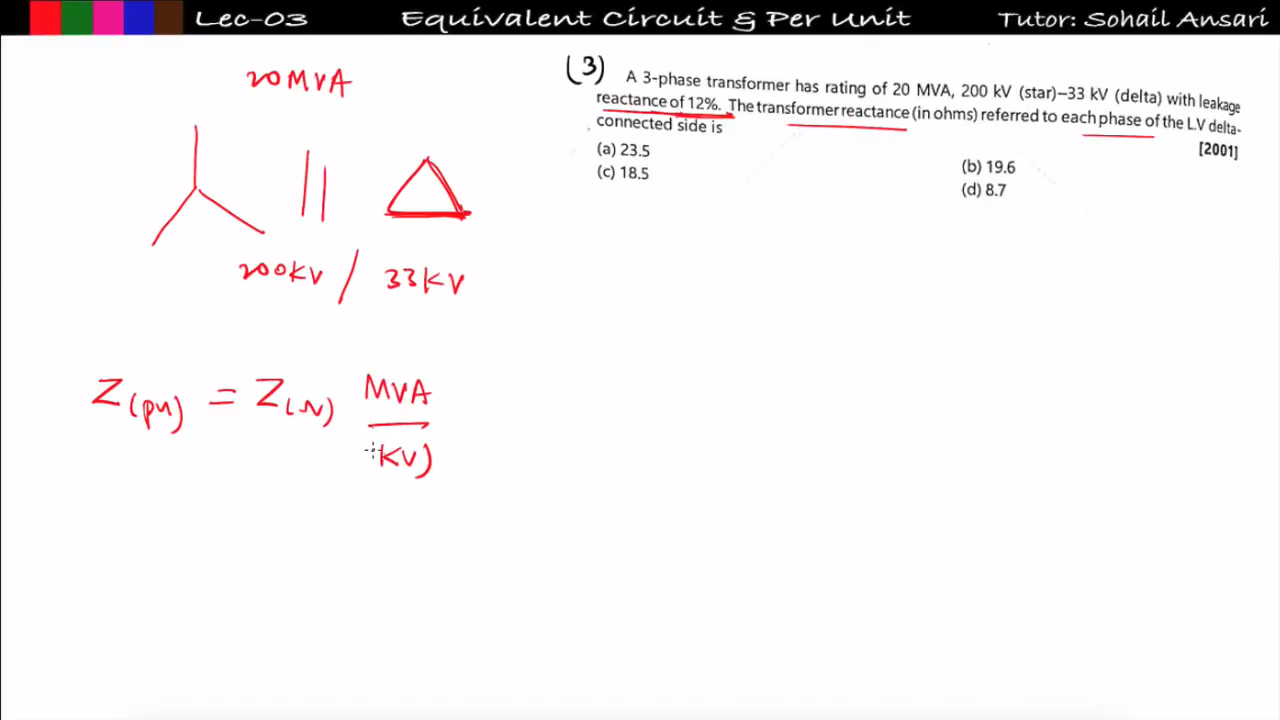 Lec-03 Equivalent Circuit & Per Unit Tutor: Sohail Ansari
20 MVA
200KV / 33KV
Z(pu) = Z(Ω) MVA
KV)
(3)
A 3-phase transformer has rating of 20 MVA, 200 kV (star)–33 kV (delta) with leakage
reactance of 12%. The transformer reactance (in ohms) referred to each phase of the L.V delta-
connected side is
[2001]
(a) 23.5
(b) 19.6
(c) 18.5
(d) 8.7